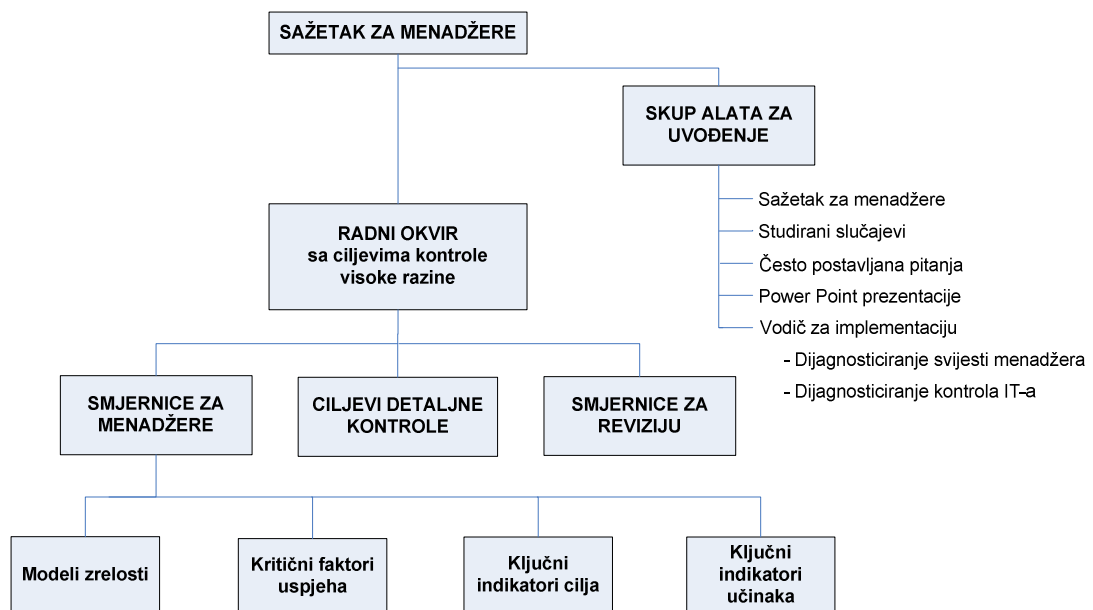 SAŽETAK ZA MENADŽERE
SKUP ALATA ZA
UVOĐENJE
Sažetak za menadžere
Studirani slučajevi
Često postavljana pitanja
Power Point prezentacije
Vodič za implementaciju
- Dijagnosticiranje svijesti menadžera
- Dijagnosticiranje kontrola IT-a
RADNI OKVIR
sa ciljevima kontrole
visoke razine
SMJERNICE ZA
MENADŽERE
CILJEVI DETALJNE
KONTROLE
SMJERNICE ZA
REVIZIJU
Modeli zrelosti
Kritični faktori
uspjeha
Ključni
indikatori cilja
Ključni
indikatori
učinaka